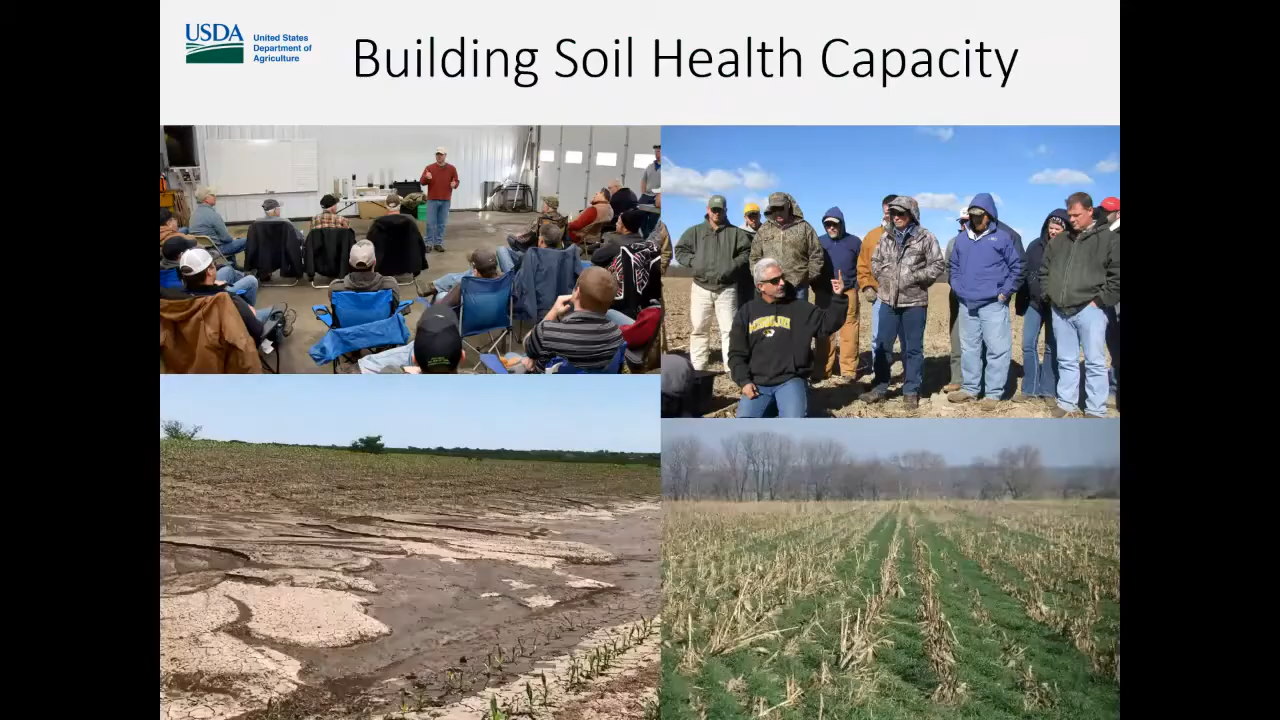 USDA
United States
Department of
Agriculture
Building Soil Health Capacity